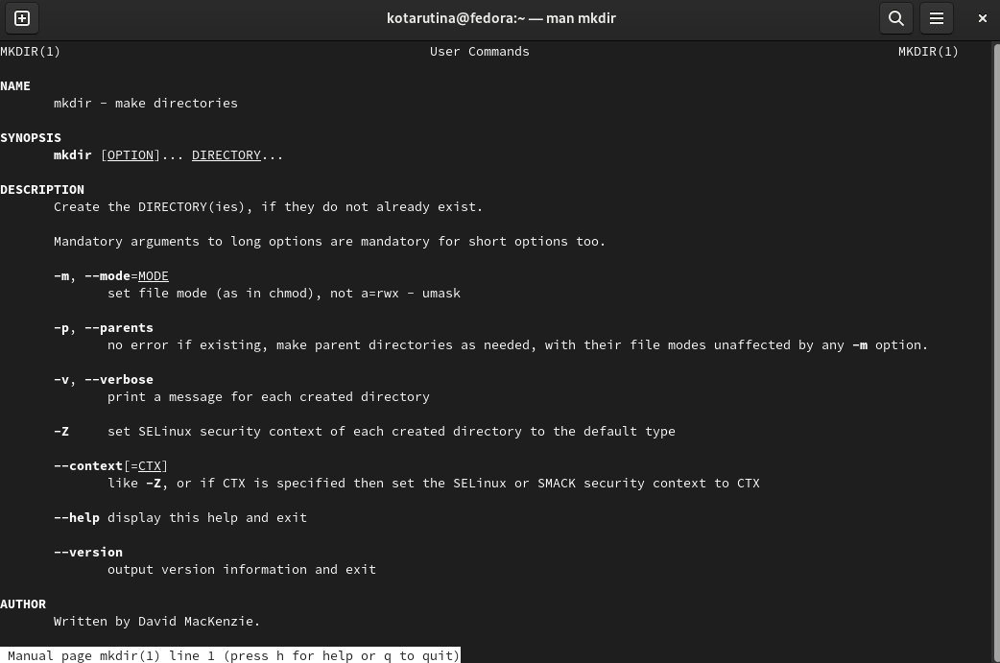 kotarutina@fedora:~ — man mkdir
MKDIR(1) User Commands MKDIR(1)
NAME
mkdir - make directories
SYNOPSIS
mkdir [OPTION]... DIRECTORY...
DESCRIPTION
Create the DIRECTORY(ies), if they do not already exist.
Mandatory arguments to long options are mandatory for short options too.
-m, --mode=MODE
set file mode (as in chmod), not a=rwx - umask
-p, --parents
no error if existing, make parent directories as needed, with their file modes unaffected by any -m option.
-v, --verbose
print a message for each created directory
-Z set SELinux security context of each created directory to the default type
--context[=CTX]
like -Z, or if CTX is specified then set the SELinux or SMACK security context to CTX
--help display this help and exit
--version
output version information and exit
AUTHOR
Written by David MacKenzie.
Manual page mkdir(1) line 1 (press h for help or q to quit)